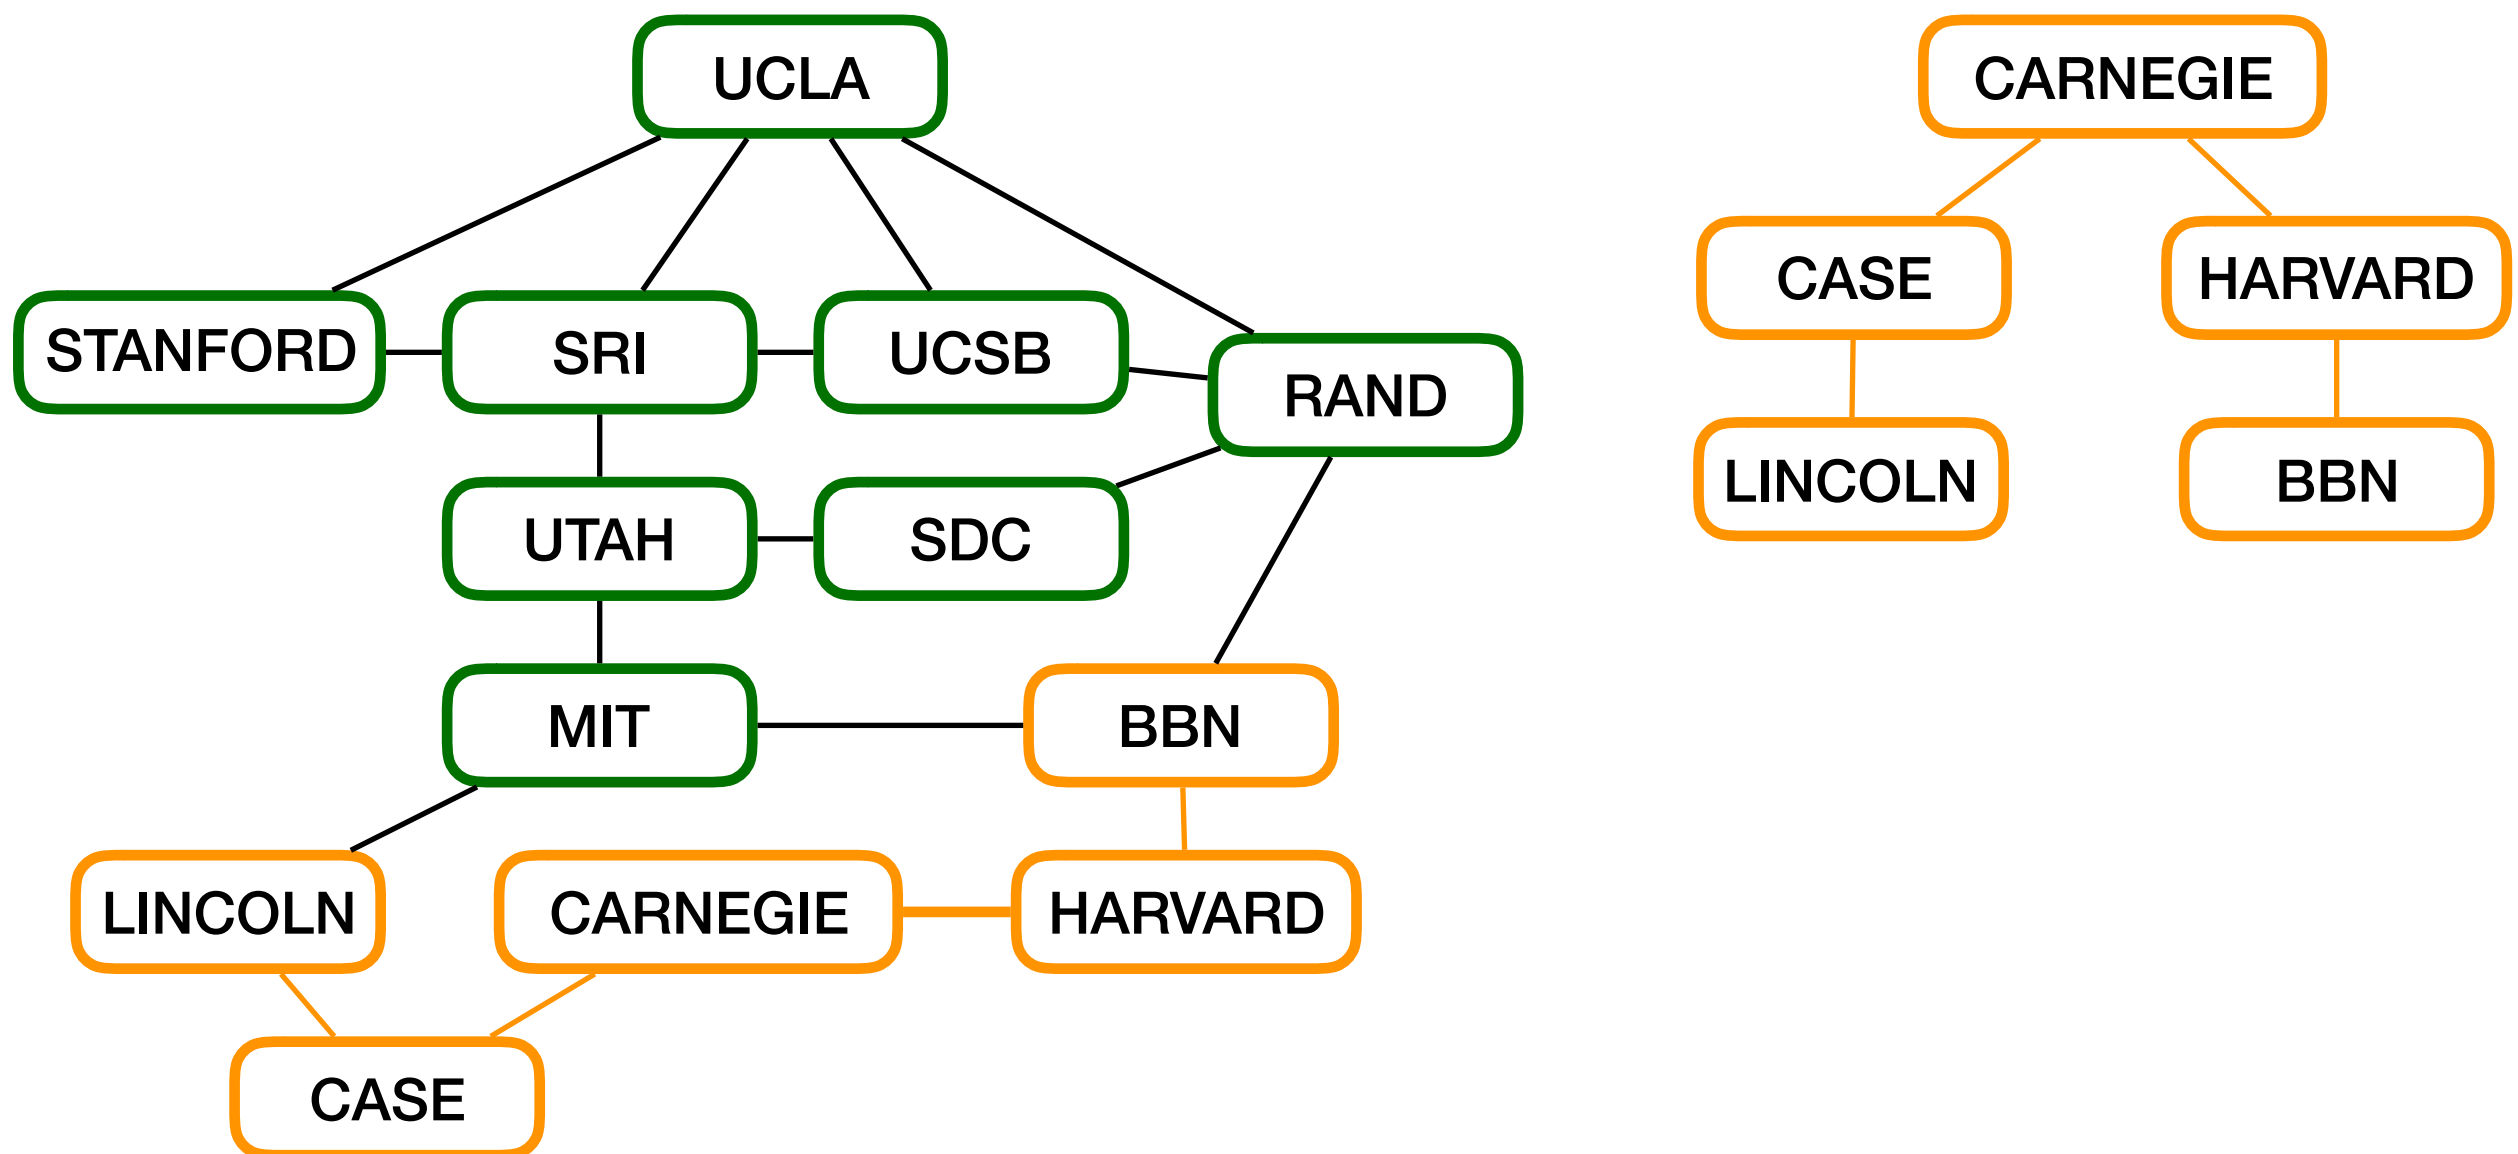 UCLA
STANFORD
SRI
UCSB
RAND
UTAH
SDC
MIT
BBN
LINCOLN
CARNEGIE
HARVARD
CASE
CARNEGIE
CASE
HARVARD
LINCOLN
BBN